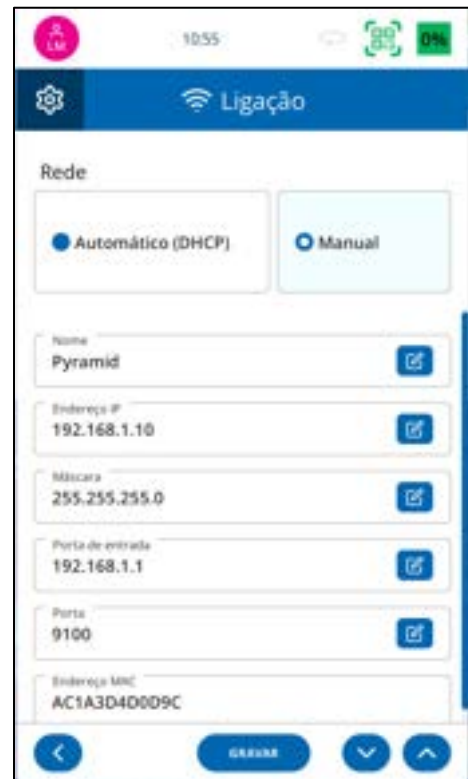 LM
10:55
0%
Ligação
Rede
Automático (DHCP)
Manual
Nome
Pyramid
Endereço IP
192.168.1.10
Máscara
255.255.255.0
Porta de entrada
192.168.1.1
Porta
9100
Endereço MAC
AC1A3D4D0D9C
GRAVAR